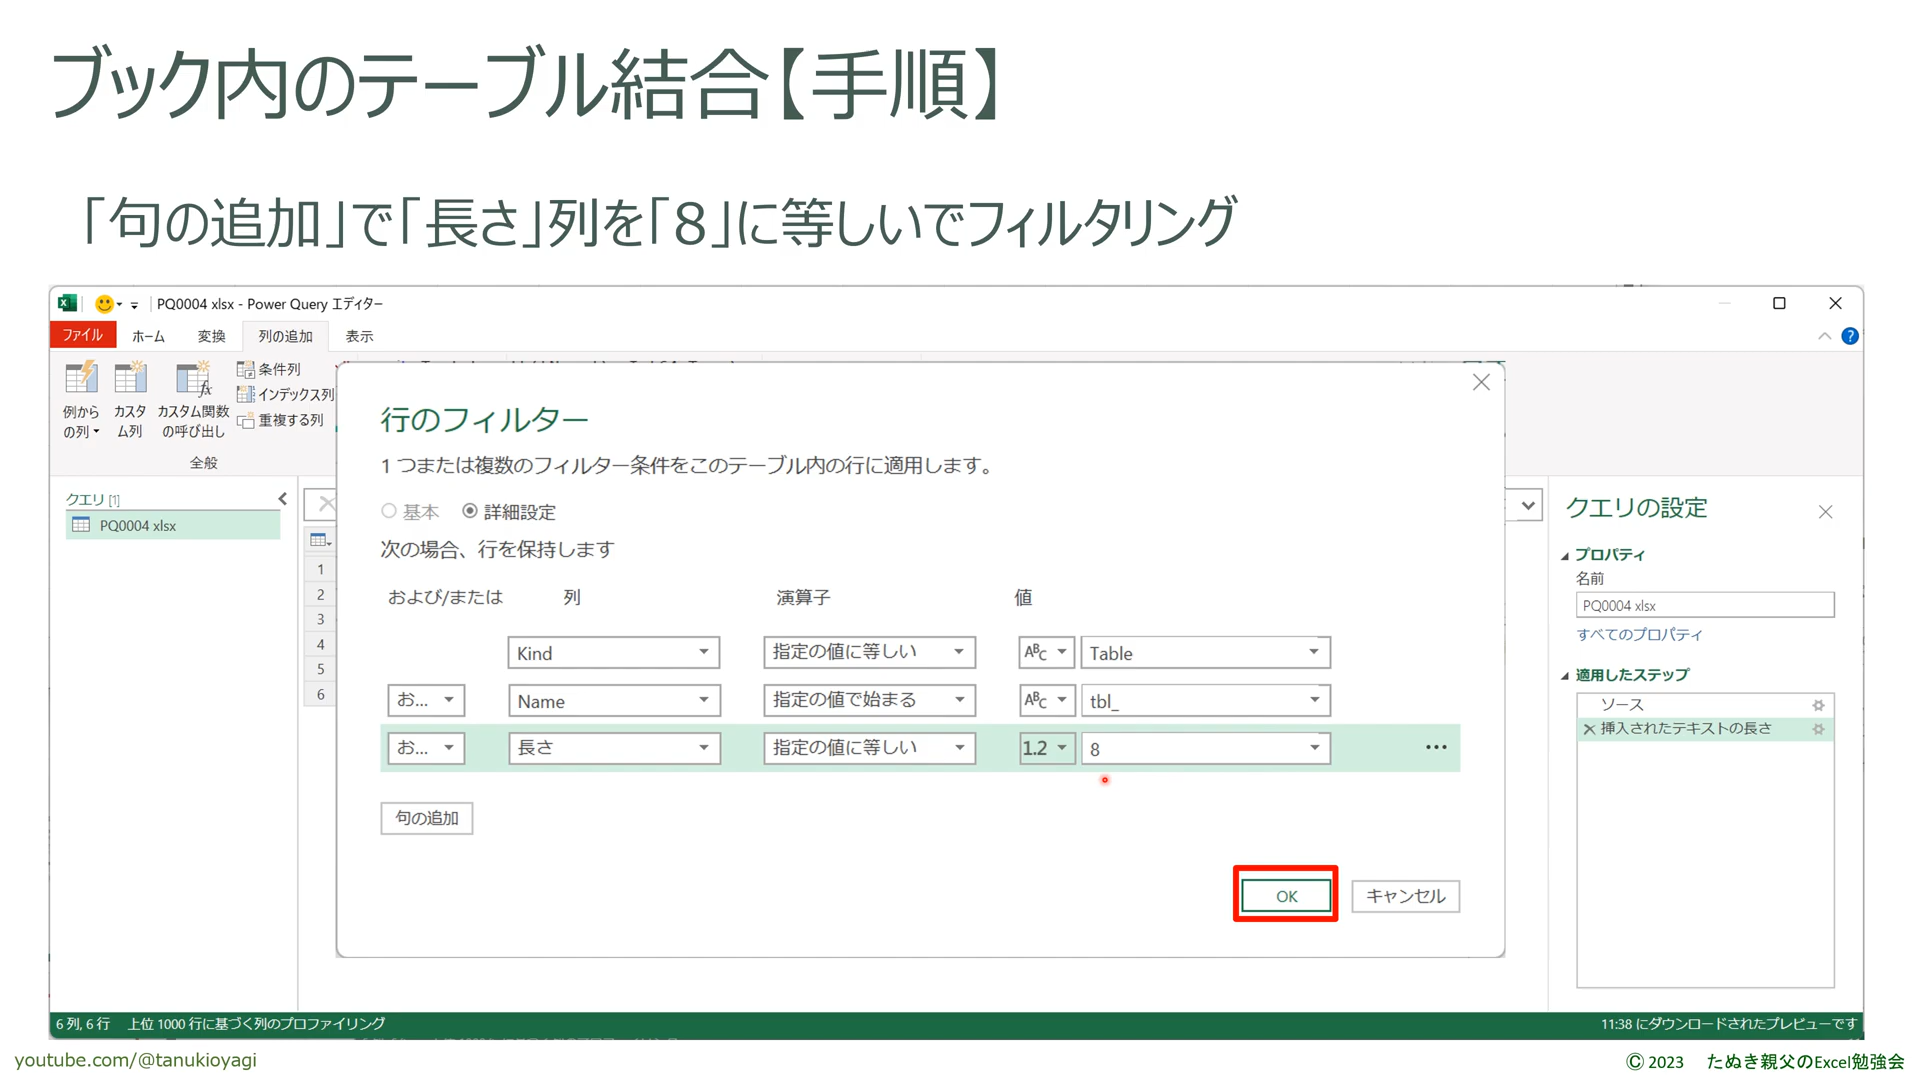 ブック内のテーブル結合【手順】
「句の追加」で「長さ」列を「８」に等しいでフィルタリング
PQ0004 xlsx - Power Query エディター
ファイル ホーム 変換 列の追加 表示
例から
の列
カスタ
ム列
カスタム関数
の呼び出し
条件列
インデックス列
重複する列
全般
クエリ [1]
PQ0004 xlsx
1
2
3
4
5
6
行のフィルター
1 つまたは複数のフィルター条件をこのテーブル内の行に適用します。
基本 詳細設定
次の場合、行を保持します
および/または 列 演算子 値
Kind 指定の値に等しい ABC Table
お... Name 指定の値で始まる ABC tbl_
お... 長さ 指定の値に等しい 1.2 8 ...
句の追加
OK キャンセル
クエリの設定
プロパティ
名前
PQ0004 xlsx
すべてのプロパティ
適用したステップ
ソース
挿入されたテキストの長さ
6 列, 6 行 上位 1000 行に基づく列のプロファイリング
11:38 にダウンロードされたプレビューです
youtube.com/@tanukioyagi
© 2023 たぬき親父のExcel勉強会